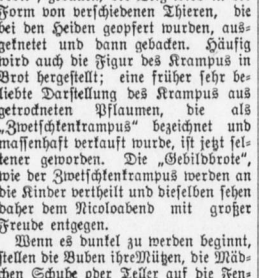 Form von verschiedenen Thieren, die
bei den Heiden geopfert wurden, aus-
geknetet und dann gebacken. Häufig
wird auch die Figur des Krampus in
Brot hergestellt; eine früher sehr be-
liebte Darstellung des Krampus aus
getrockneten Pflaumen, die als
„Zwetschkenkrampus“ bezeichnet und
massenhaft verkauft wurde, ist jetzt sel-
tener geworden. Die „Gebildbrote“,
wie der Zwetschkenkrampus werden an
die Kinder vertheilt und dieselben sehen
daher dem Nicoloabend mit großer
Freude entgegen.
Wenn es dunkel zu werden beginnt,
stellen die Buben ihreMützen, die Mäd-
chen Schuhe oder Teller auf die Fen-